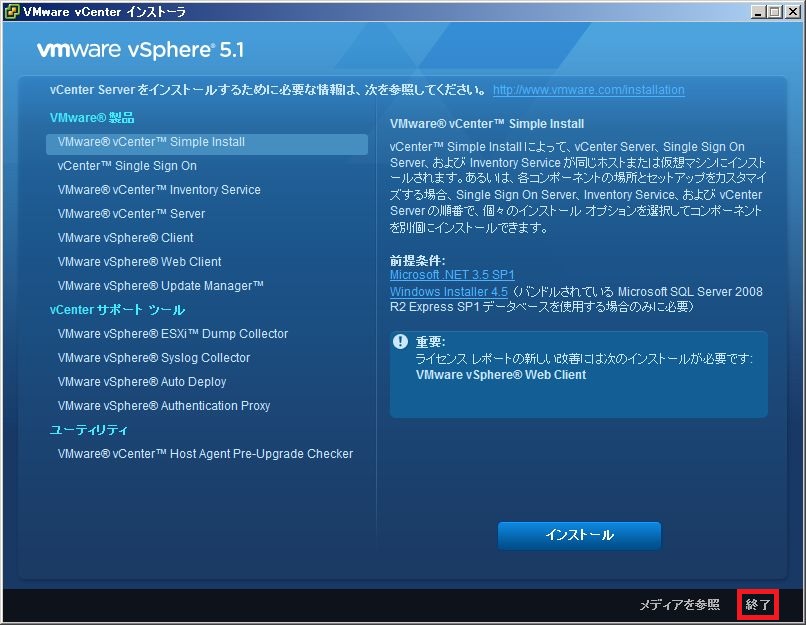 VMware vCenter インストーラ
vmware vSphere® 5.1
vCenter Server をインストールするために必要な情報は、次を参照してください。 http://www.vmware.com/installation
VMware® 製品
VMware® vCenter™ Simple Install
vCenter™ Single Sign On
VMware® vCenter™ Inventory Service
VMware® vCenter™ Server
VMware vSphere® Client
VMware vSphere® Web Client
VMware vSphere® Update Manager™
vCenter サポート ツール
VMware vSphere® ESXi™ Dump Collector
VMware vSphere® Syslog Collector
VMware vSphere® Auto Deploy
VMware vSphere® Authentication Proxy
ユーティリティ
VMware® vCenter™ Host Agent Pre-Upgrade Checker
VMware® vCenter™ Simple Install
vCenter™ Simple Install によって、vCenter Server、Single Sign On
Server、および Inventory Service が同じホストまたは仮想マシンにインスト
ールされます。あるいは、各コンポーネントの場所とセットアップをカスタマイ
ズする場合、Single Sign On Server、Inventory Service、および vCenter
Server の順番で、個々のインストール オプションを選択してコンポーネント
を別個にインストールできます。
前提条件:
Microsoft .NET 3.5 SP1
Windows Installer 4.5 （バンドルされている Microsoft SQL Server 2008
R2 Express SP1 データベースを使用する場合のみに必要）
重要:
ライセンス レポートの新しい改善には次のインストールが必要です:
VMware vSphere® Web Client
インストール
メディアを参照 終了